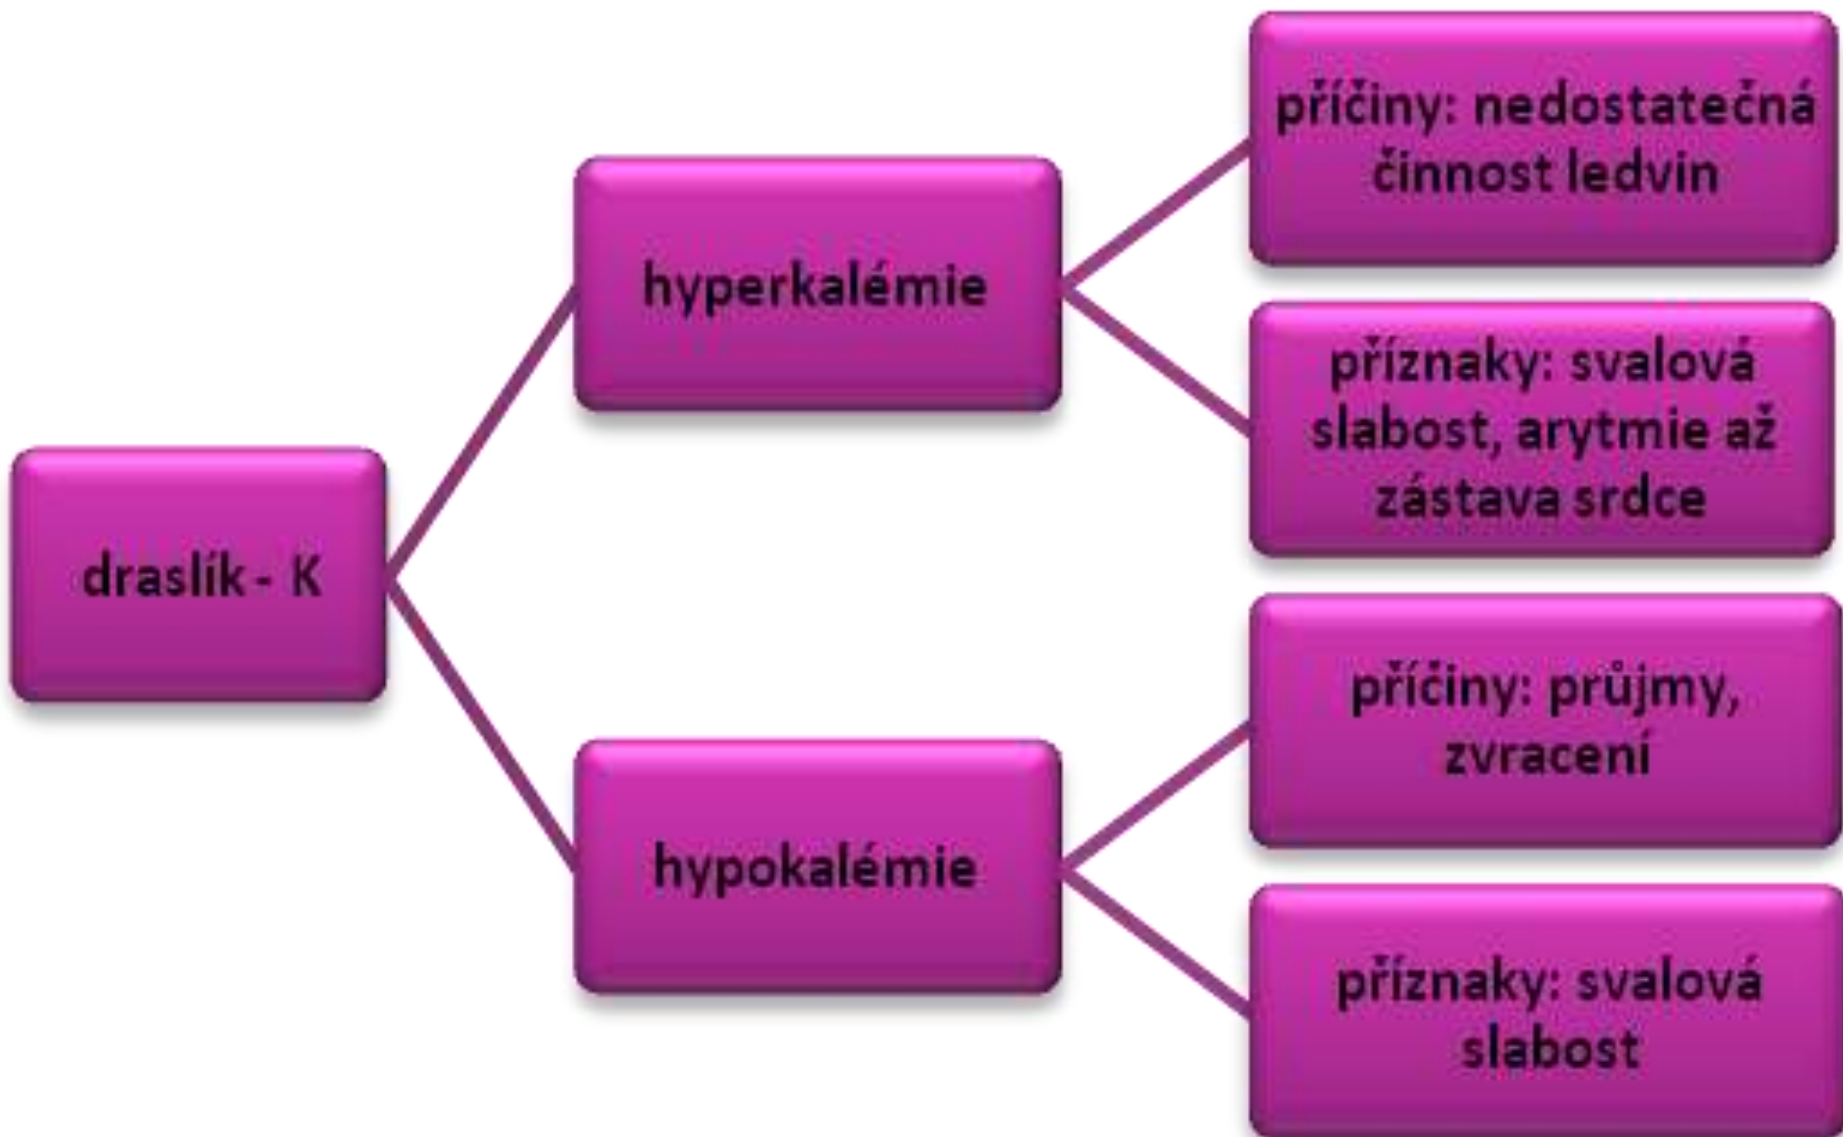 draslík - K
hyperkalémie
příčiny: nedostatečná
činnost ledvin
příznaky: svalová
slabost, arytmie až
zástava srdce
hypokalémie
příčiny: průjmy,
zvracení
příznaky: svalová
slabost